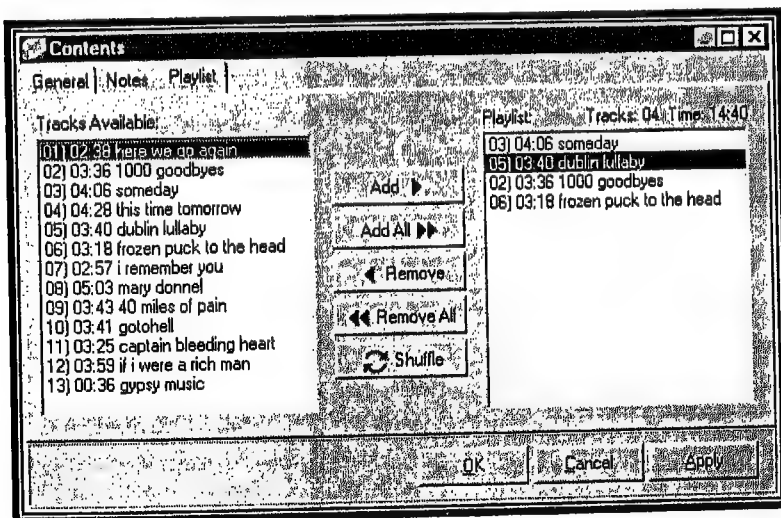 Contents
General Notes Playlist
Tracks Available:
01) 02:38 here we go again
02) 03:36 1000 goodbyes
03) 04:06 someday
04) 04:28 this time tomorrow
05) 03:40 dublin lullaby
06) 03:18 frozen puck to the head
07) 02:57 i remember you
08) 05:03 mary donnel
09) 03:43 40 miles of pain
10) 03:41 gotohell
11) 03:25 captain bleeding heart
12) 03:59 if i were a rich man
13) 00:36 gypsy music
Add
Add All
Remove
Remove All
Shuffle
Playlist: Tracks: 04 Time: 14:40
03) 04:06 someday
05) 03:40 dublin lullaby
02) 03:36 1000 goodbyes
06) 03:18 frozen puck to the head
OK Cancel Apply